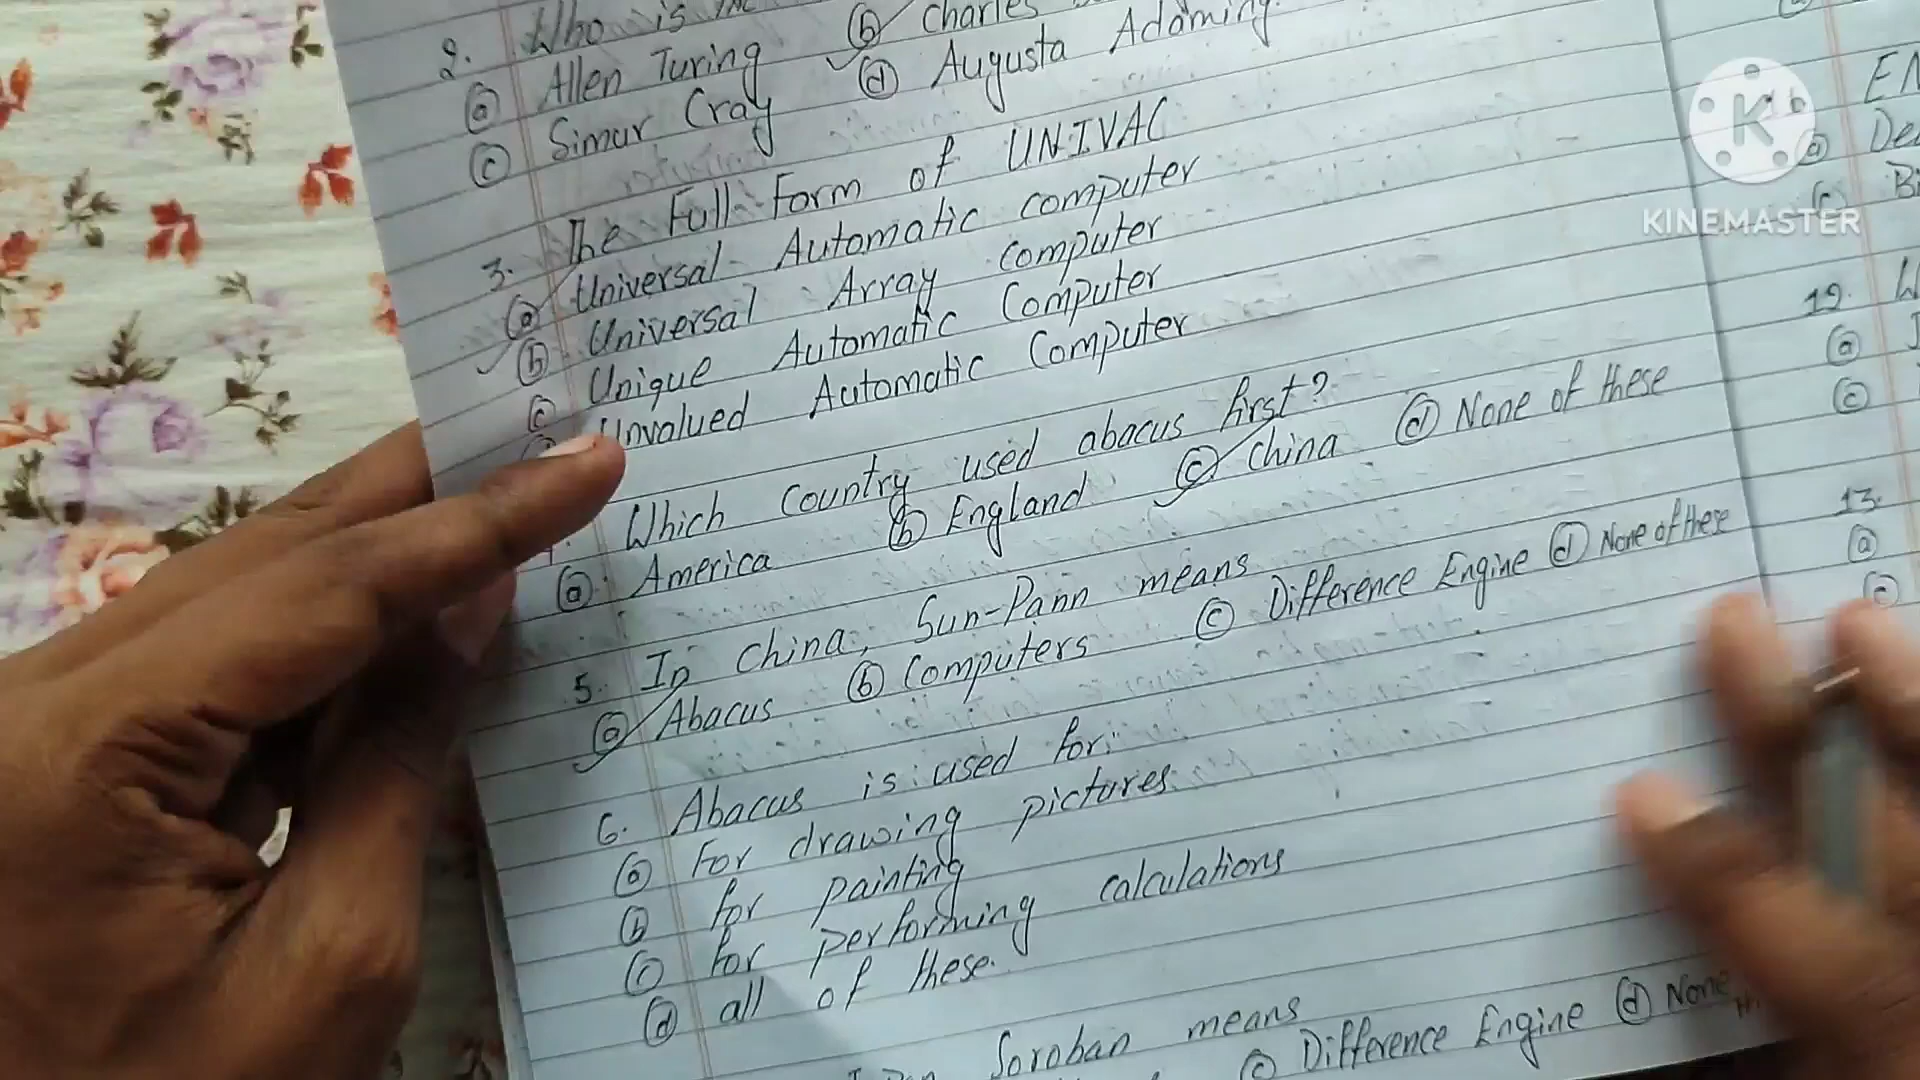 2. Who is the
ⓐ Allen Turing ⓑ Charles
ⓒ Simur Cray ⓓ Augusta Adaming
3. The Full Form of UNIVAC
ⓐ Universal Automatic computer
ⓑ Universal Array computer
ⓒ Unique Automatic Computer
Unvalued Automatic Computer
Which country used abacus first?
ⓐ America ⓑ England ⓒ China ⓓ None of these
5. In China, Sun-Pann means
ⓐ Abacus ⓑ Computers ⓒ Difference Engine ⓓ None of these
6. Abacus is used for:
ⓐ For drawing pictures
ⓑ for painting
ⓒ for performing calculations
ⓓ all of these.
Soroban means
ⓒ Difference Engine ⓓ None
EN
ⓐ De
ⓒ Bi
12. W
ⓐ
ⓒ
13.
ⓐ
ⓒ
K
KINEMASTER